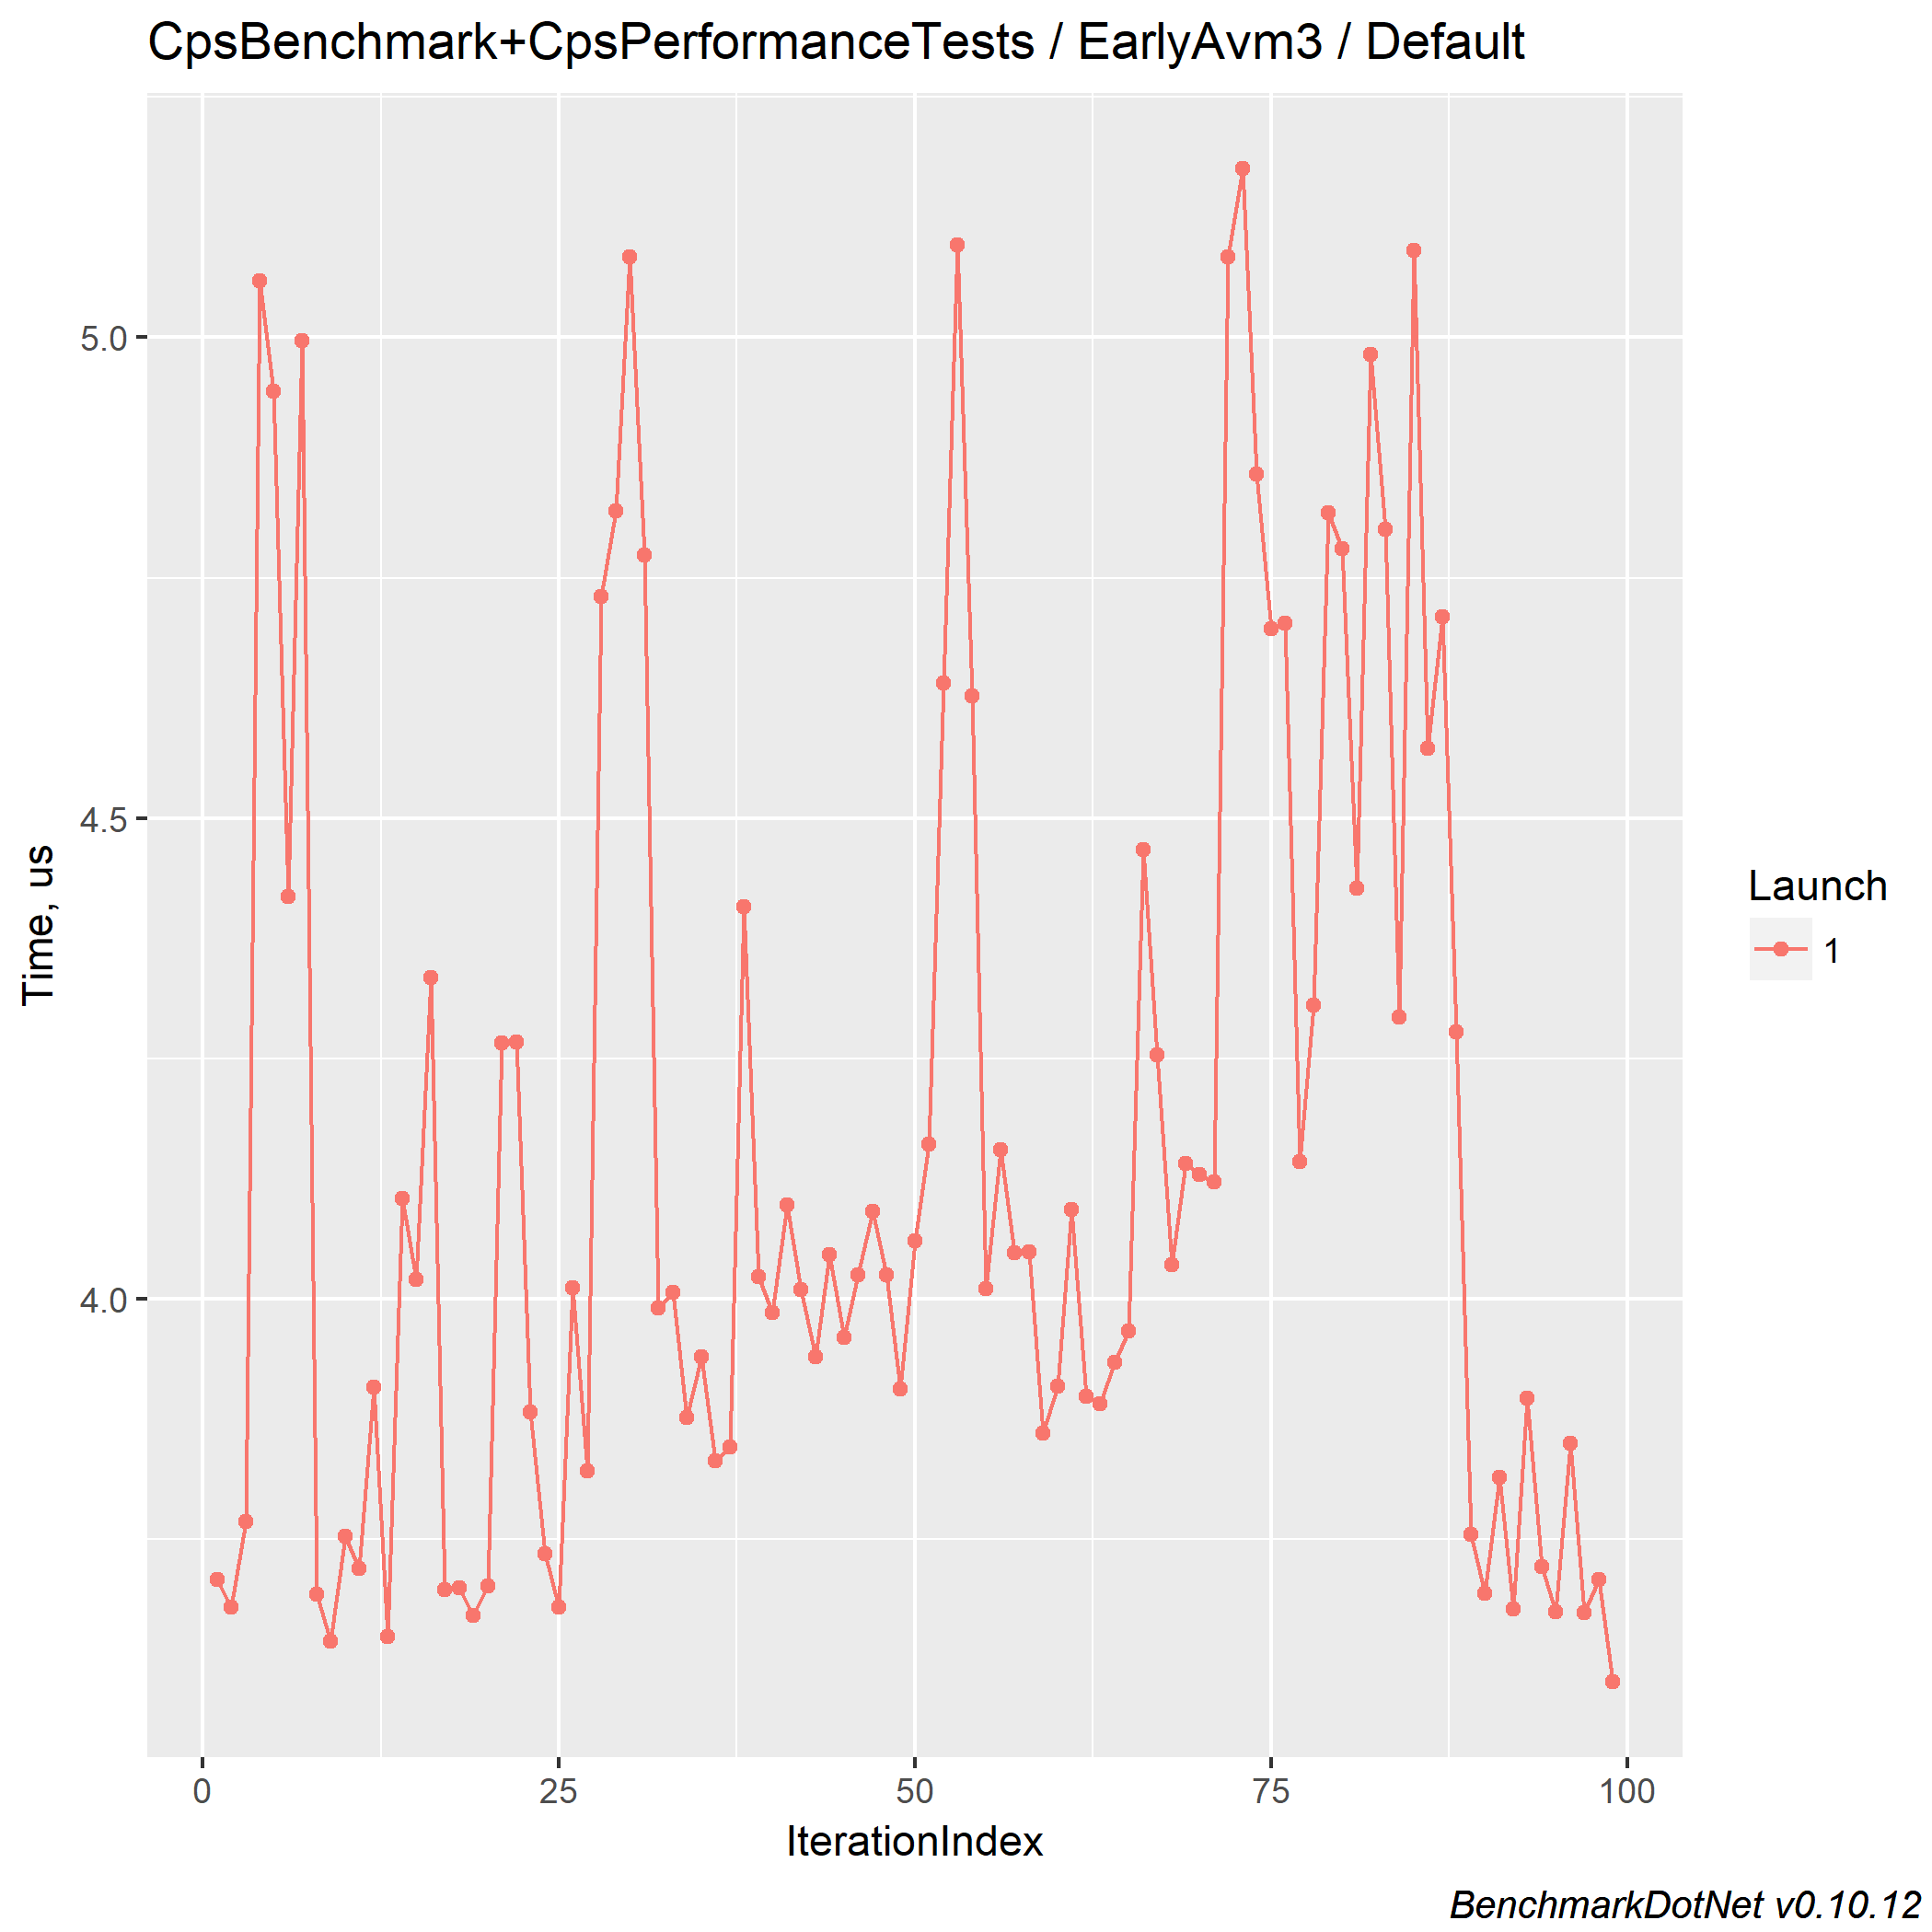 CpsBenchmark+CpsPerformanceTests / EarlyAvm3 / Default
5.0
4.5
4.0
Time, us
0 25 50 75 100
IterationIndex
Launch
1
BenchmarkDotNet v0.10.12